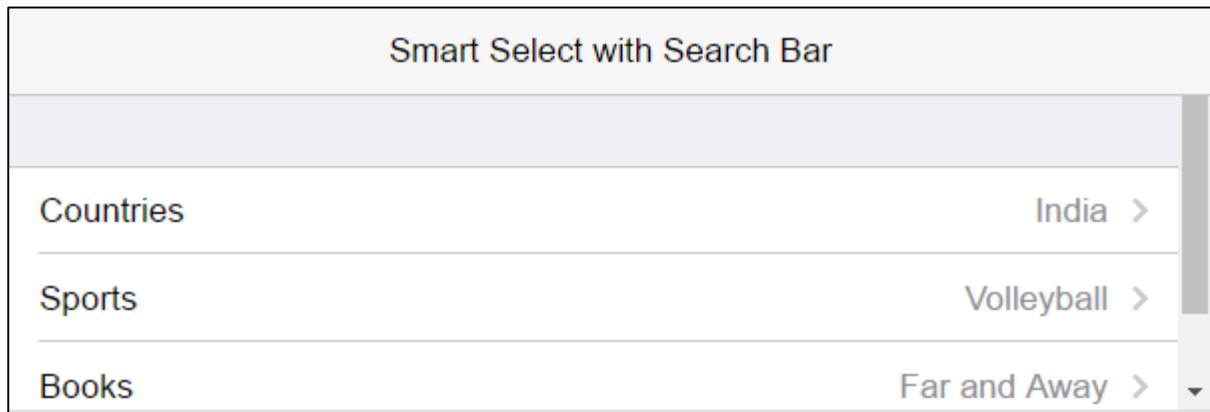 Smart Select with Search Bar
Countries India
Sports Volleyball
Books Far and Away